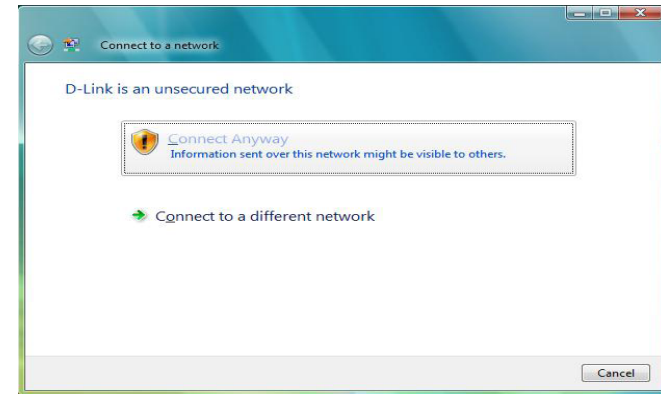 Connect to a network
D-Link is an unsecured network
Connect Anyway
Information sent over this network might be visible to others.
Connect to a different network
Cancel